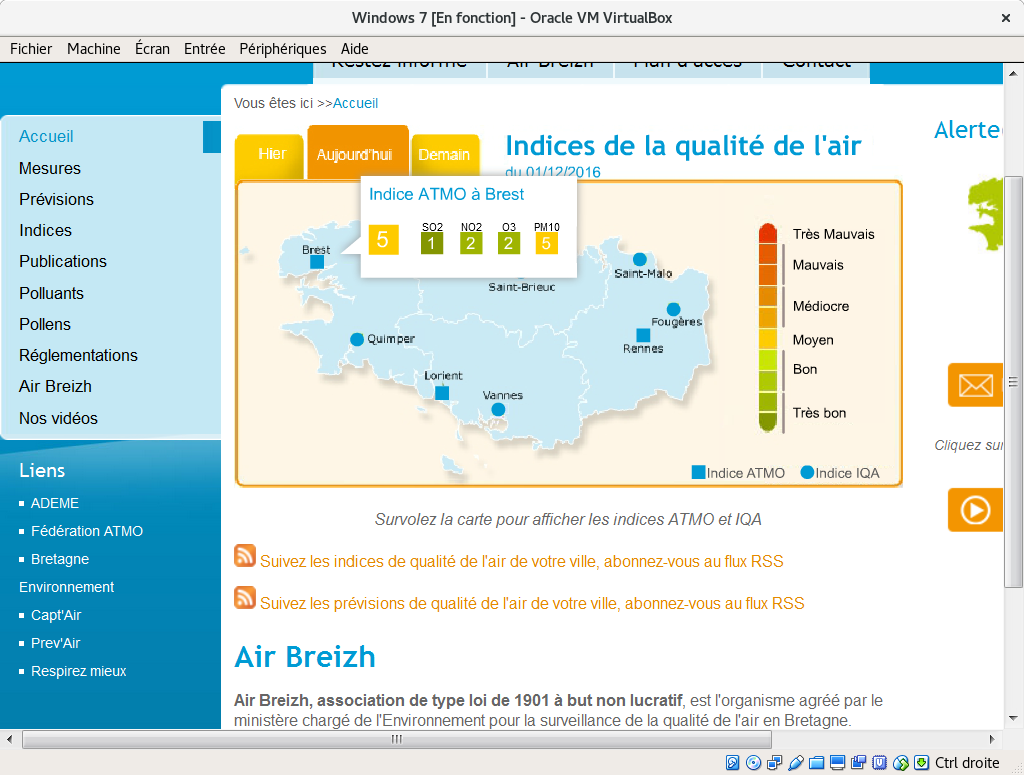 Windows 7 [En fonction] - Oracle VM VirtualBox
Fichier Machine Écran Entrée Périphériques Aide
Restez informé Air Breizh Plan d'accès Contact
Vous êtes ici >>Accueil
Accueil
Mesures
Prévisions
Indices
Publications
Polluants
Pollens
Réglementations
Air Breizh
Nos vidéos
Liens
ADEME
Fédération ATMO
Bretagne
Environnement
Capt'Air
Prev'Air
Respirez mieux
Hier Aujourd'hui Demain
Indices de la qualité de l'air
du 01/12/2016
Indice ATMO à Brest
SO2 NO2 O3 PM10
5 1 2 2 5
Brest
Saint-Brieuc
Saint-Malo
Fougères
Rennes
Quimper
Lorient
Vannes
Très Mauvais
Mauvais
Médiocre
Moyen
Bon
Très bon
Indice ATMO Indice IQA
Survolez la carte pour afficher les indices ATMO et IQA
Suivez les indices de qualité de l'air de votre ville, abonnez-vous au flux RSS
Suivez les prévisions de qualité de l'air de votre ville, abonnez-vous au flux RSS
Air Breizh
Air Breizh, association de type loi de 1901 à but non lucratif, est l'organisme agréé par le
ministère chargé de l'Environnement pour la surveillance de la qualité de l'air en Bretagne.
Alerte
Cliquez sur
Ctrl droite